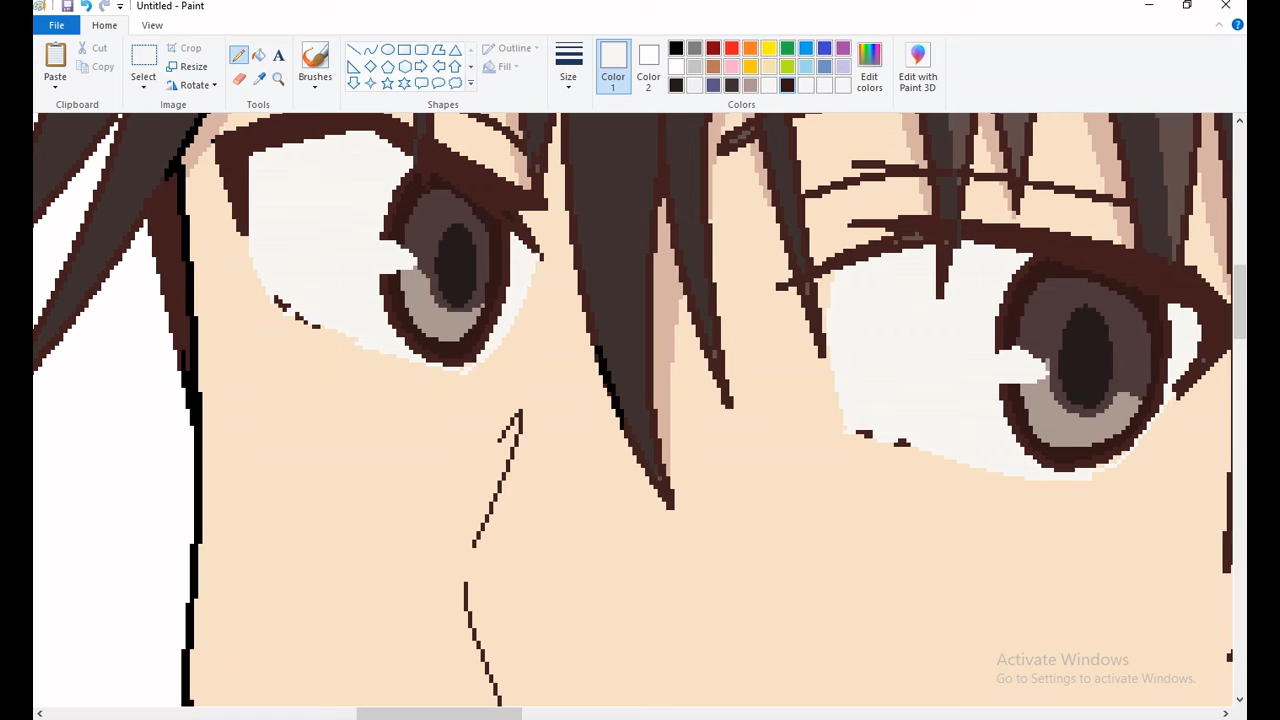 Untitled - Paint
File Home View
Paste Cut Copy
Clipboard
Select Crop Resize Rotate
Image
A
Tools
Brushes
Outline Fill
Shapes
Size
Color 1
Color 2
Edit colors
Colors
Edit with Paint 3D
Activate Windows
Go to Settings to activate Windows.